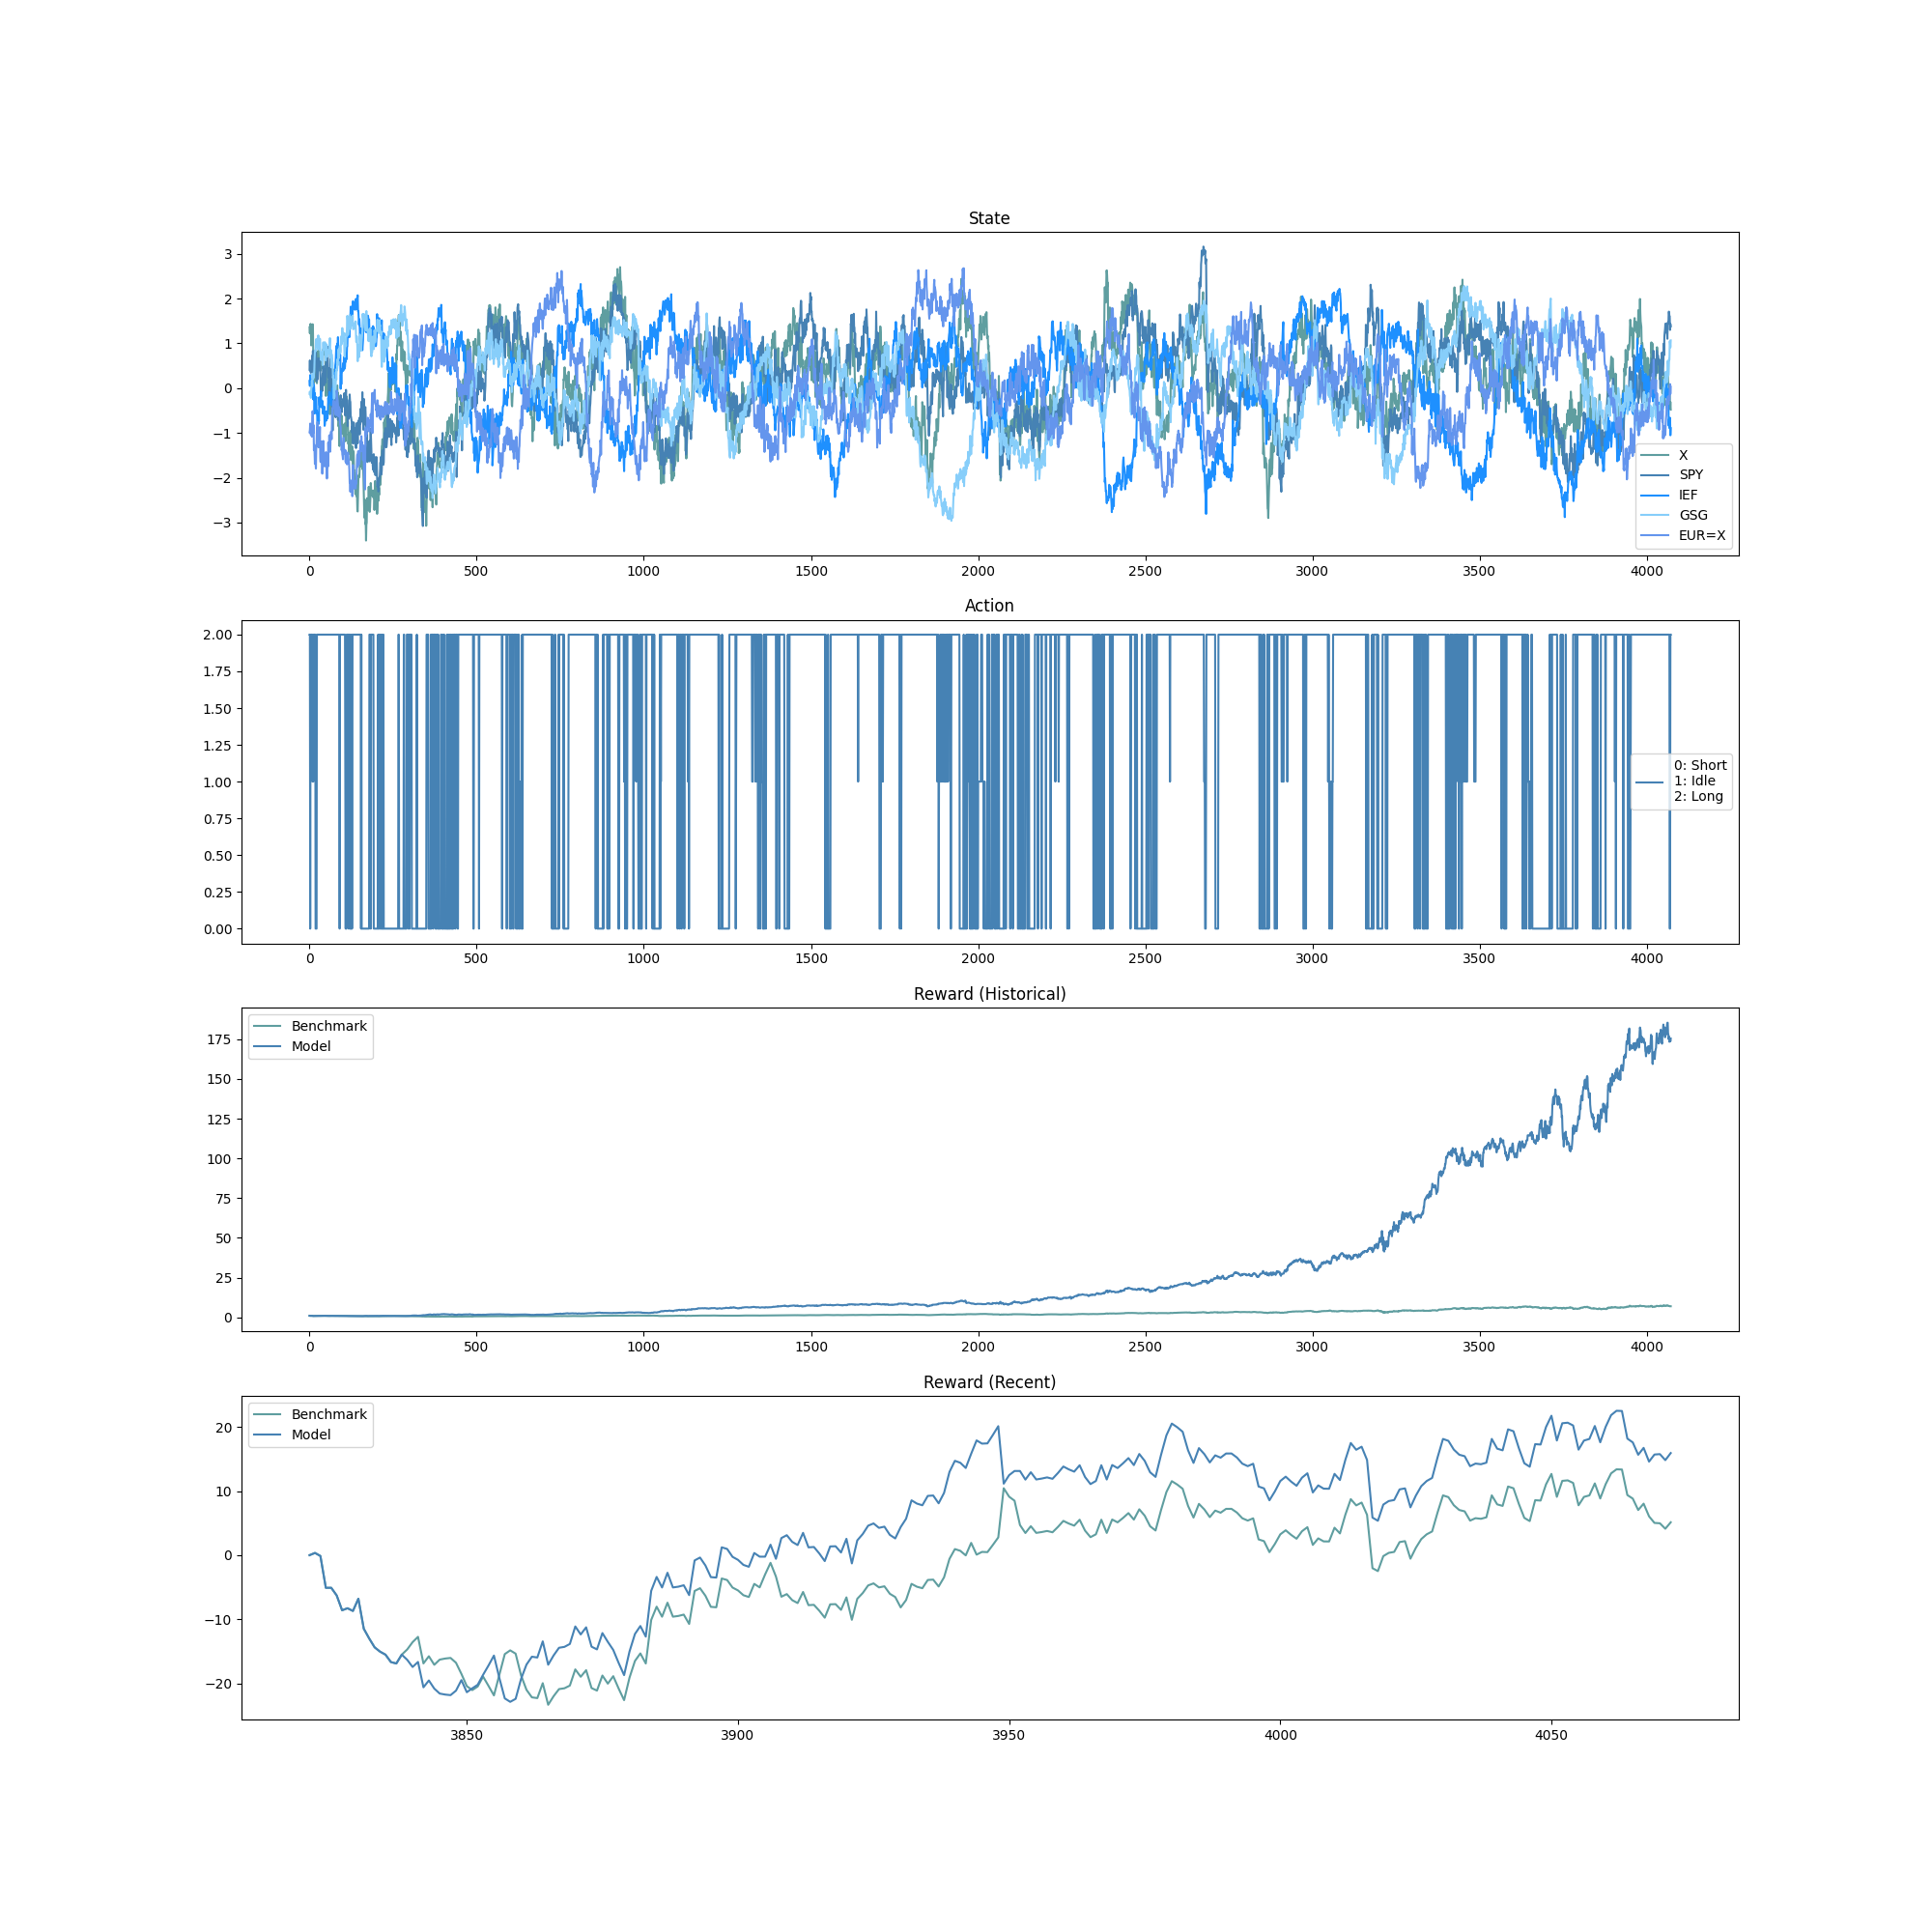 State
3
2
1
0
−1
−2
−3
X
SPY
IEF
GSG
EUR=X
0 500 1000 1500 2000 2500 3000 3500 4000
Action
2.00
1.75
1.50
1.25
1.00
0.75
0.50
0.25
0.00
0: Short
1: Idle
2: Long
0 500 1000 1500 2000 2500 3000 3500 4000
Reward (Historical)
Benchmark
Model
175
150
125
100
75
50
25
0
0 500 1000 1500 2000 2500 3000 3500 4000
Reward (Recent)
Benchmark
Model
20
10
0
−10
−20
3850 3900 3950 4000 4050